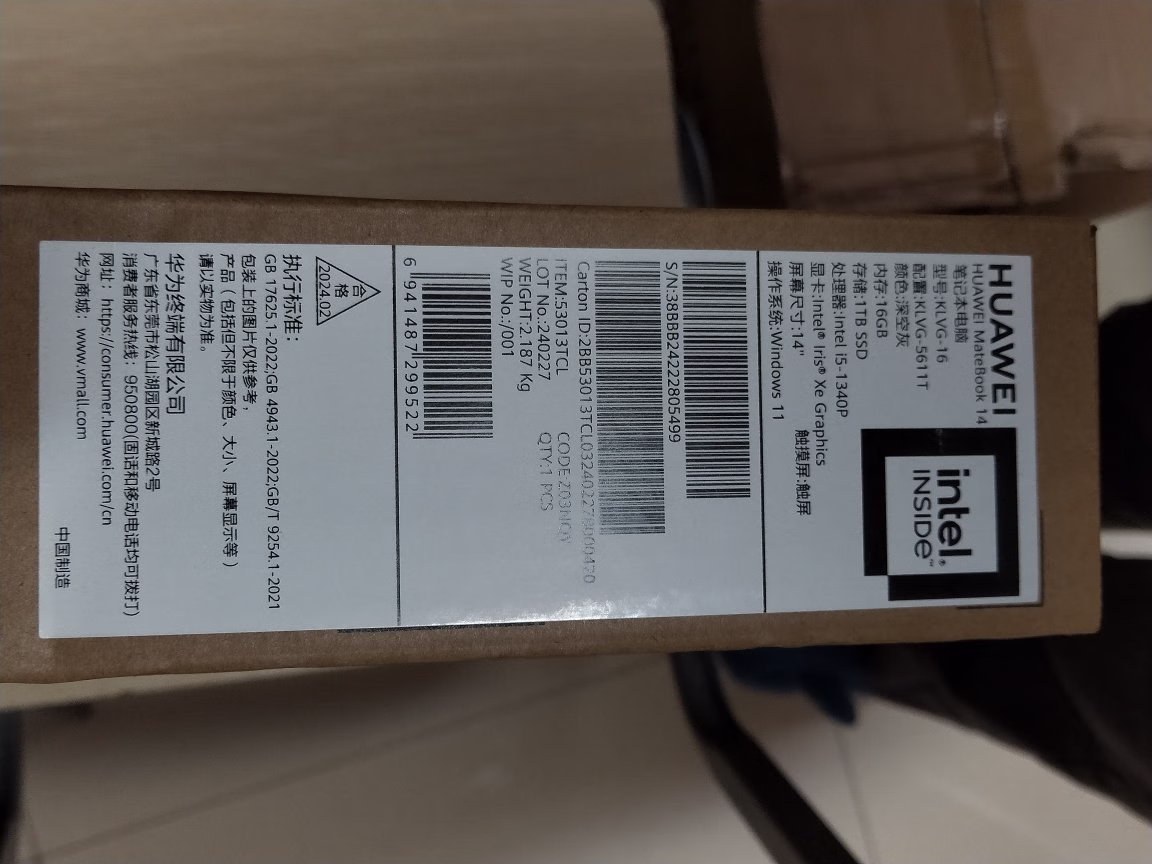 HUAWEI
HUAWEI MateBook 14
笔记本电脑
型号:KLVG-16
配置:KLVG-5611T
颜色:深空灰
内存:16GB
存储:1TB SSD
处理器:Intel i5-1340P
显卡:Intel® Iris® Xe Graphics
屏幕尺寸:14" 触摸屏:触屏
操作系统:Windows 11
intel®
INSIDE™
S/N:38BBB24222805499
Carton ID:2BB53013TCL03240227B000420
ITEM:53013TCL CODE:Z03HNQY
LOT No.:240227 QTY:1 PCS
WEIGHT:2.187 Kg
WIP No.:/001
6 941487 299522
合格
2024.02
执行标准：
GB 17625.1-2022;GB 4943.1-2022;GB/T 9254.1-2021
包装上的图片仅供参考，
产品（包括但不限于颜色、大小、屏幕显示等）
请以实物为准。
华为终端有限公司
广东省东莞市松山湖园区新城路2号
消费者服务热线：950800(固话和移动电话均可拨打)
网址：https://consumer.huawei.com/cn
华为商城：www.vmall.com
中国制造